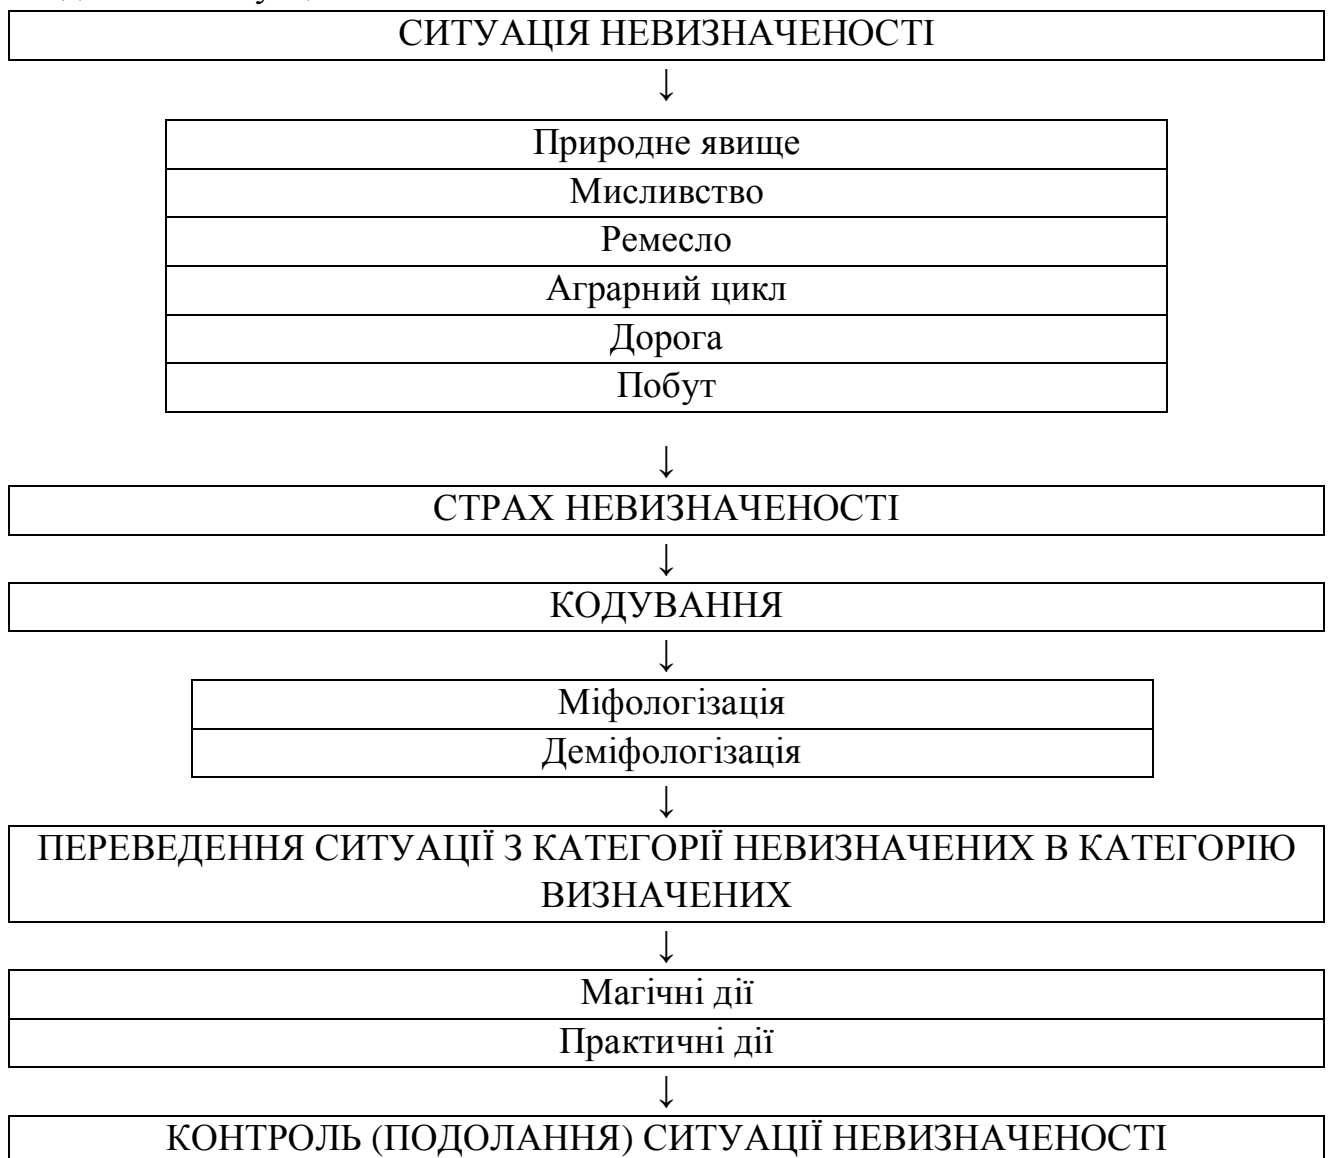 СИТУАЦІЯ НЕВИЗНАЧЕНОСТІ
↓
Природне явище
Мисливство
Ремесло
Аграрний цикл
Дорога
Побут
↓
СТРАХ НЕВИЗНАЧЕНОСТІ
↓
КОДУВАННЯ
↓
Міфологізація
Деміфологізація
↓
ПЕРЕВЕДЕННЯ СИТУАЦІЇ З КАТЕГОРІЇ НЕВИЗНАЧЕНИХ В КАТЕГОРІЮ
ВИЗНАЧЕНИХ
↓
Магічні дії
Практичні дії
↓
КОНТРОЛЬ (ПОДОЛАННЯ) СИТУАЦІЇ НЕВИЗНАЧЕНОСТІ